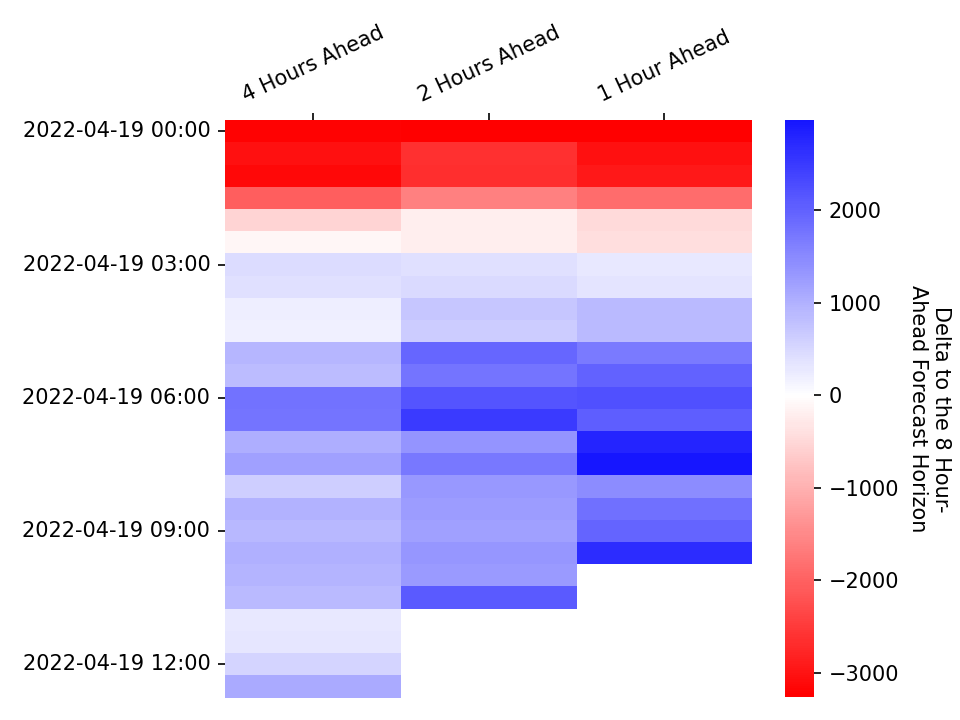 4 Hours Ahead
2 Hours Ahead
1 Hour Ahead
2022-04-19 00:00
2022-04-19 03:00
2022-04-19 06:00
2022-04-19 09:00
2022-04-19 12:00
2000
1000
0
−1000
−2000
−3000
Delta to the 8 Hour-
Ahead Forecast Horizon